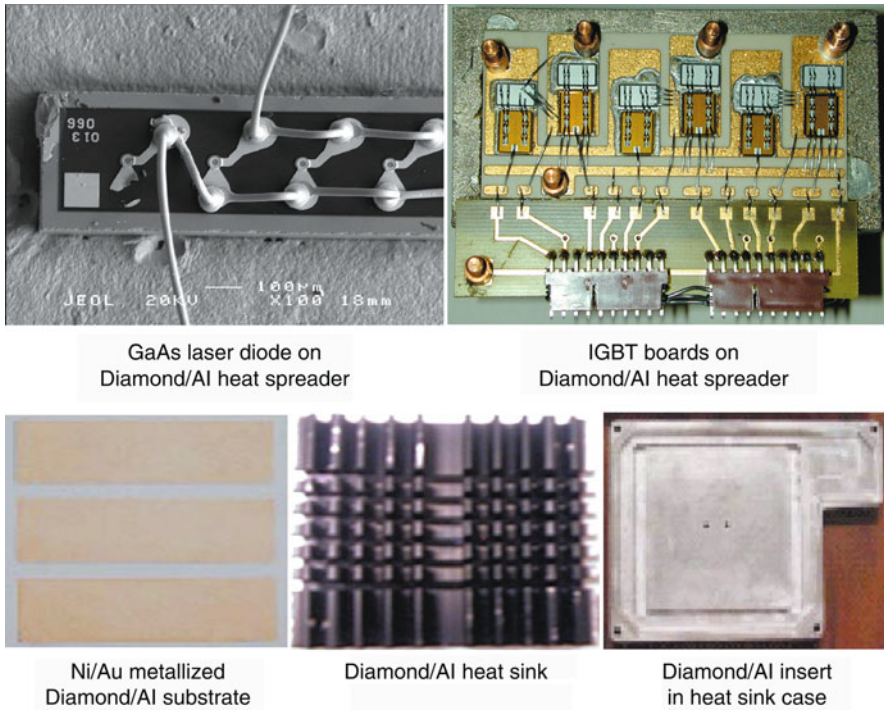 066
013
100µm
JEOL 20KV X100 18mm
GaAs laser diode on
Diamond/Al heat spreader
IGBT boards on
Diamond/Al heat spreader
Ni/Au metallized
Diamond/Al substrate
Diamond/Al heat sink
Diamond/Al insert
in heat sink case